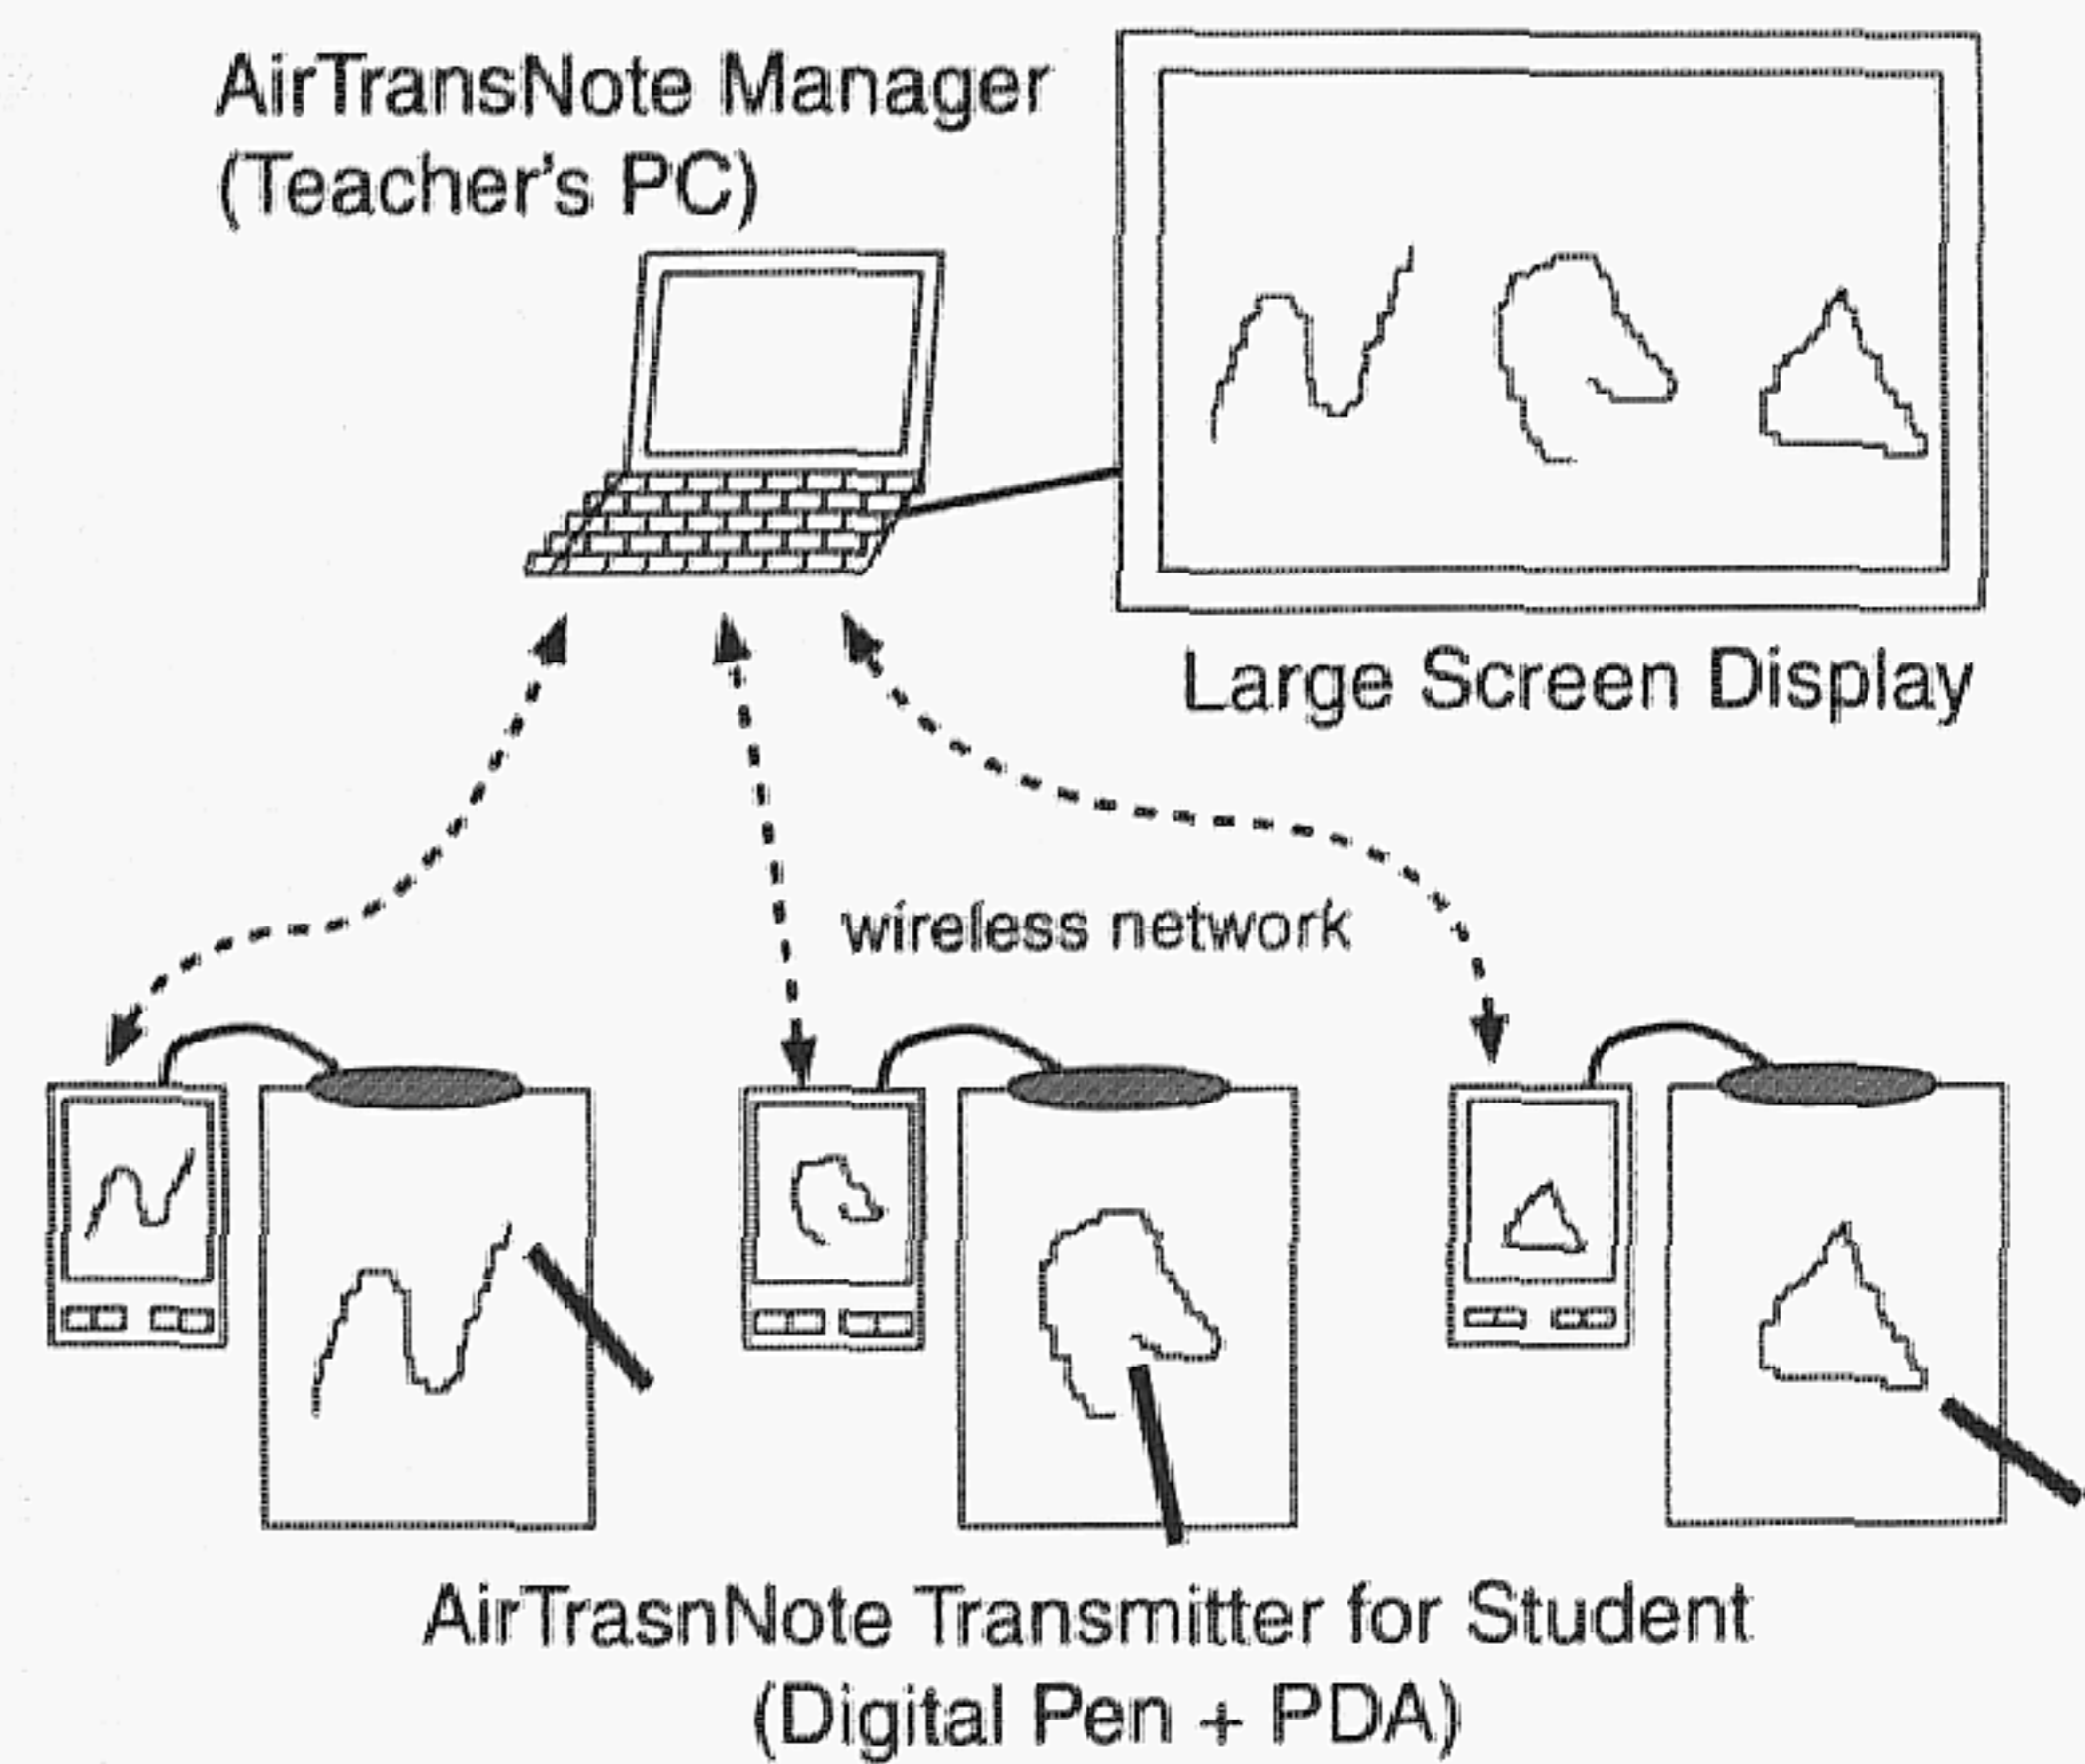 AirTransNote Manager
(Teacher's PC)
Large Screen Display
wireless network
AirTrasnNote Transmitter for Student
(Digital Pen + PDA)